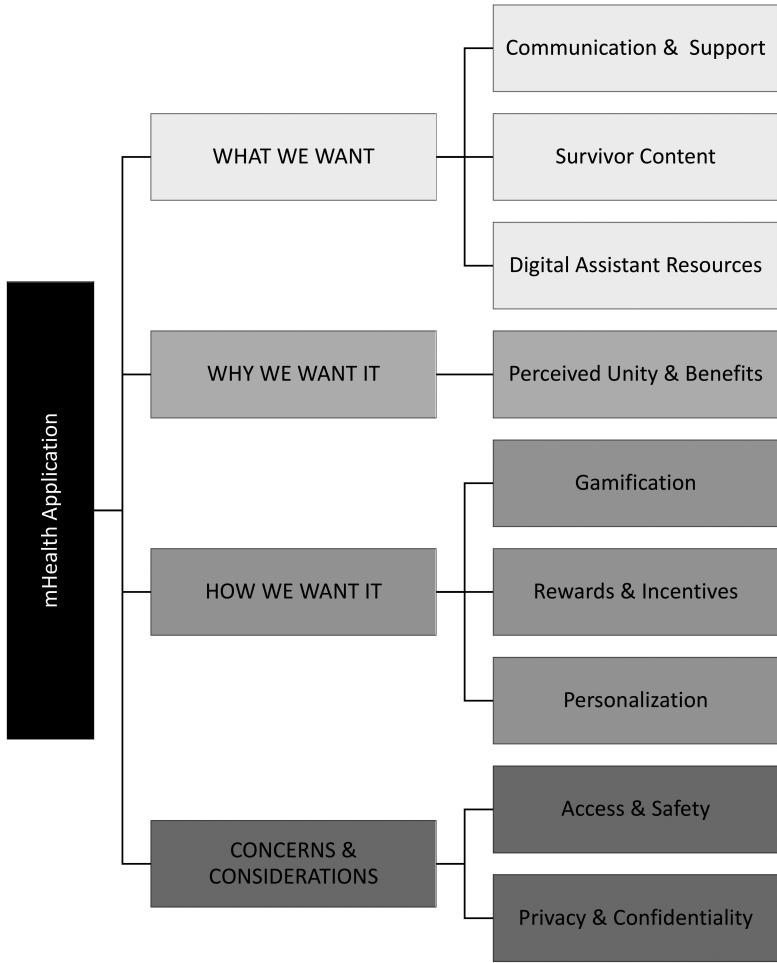 mHealth Application
WHAT WE WANT
Communication & Support
Survivor Content
Digital Assistant Resources
WHY WE WANT IT
Perceived Unity & Benefits
HOW WE WANT IT
Gamification
Rewards & Incentives
Personalization
CONCERNS &
CONSIDERATIONS
Access & Safety
Privacy & Confidentiality